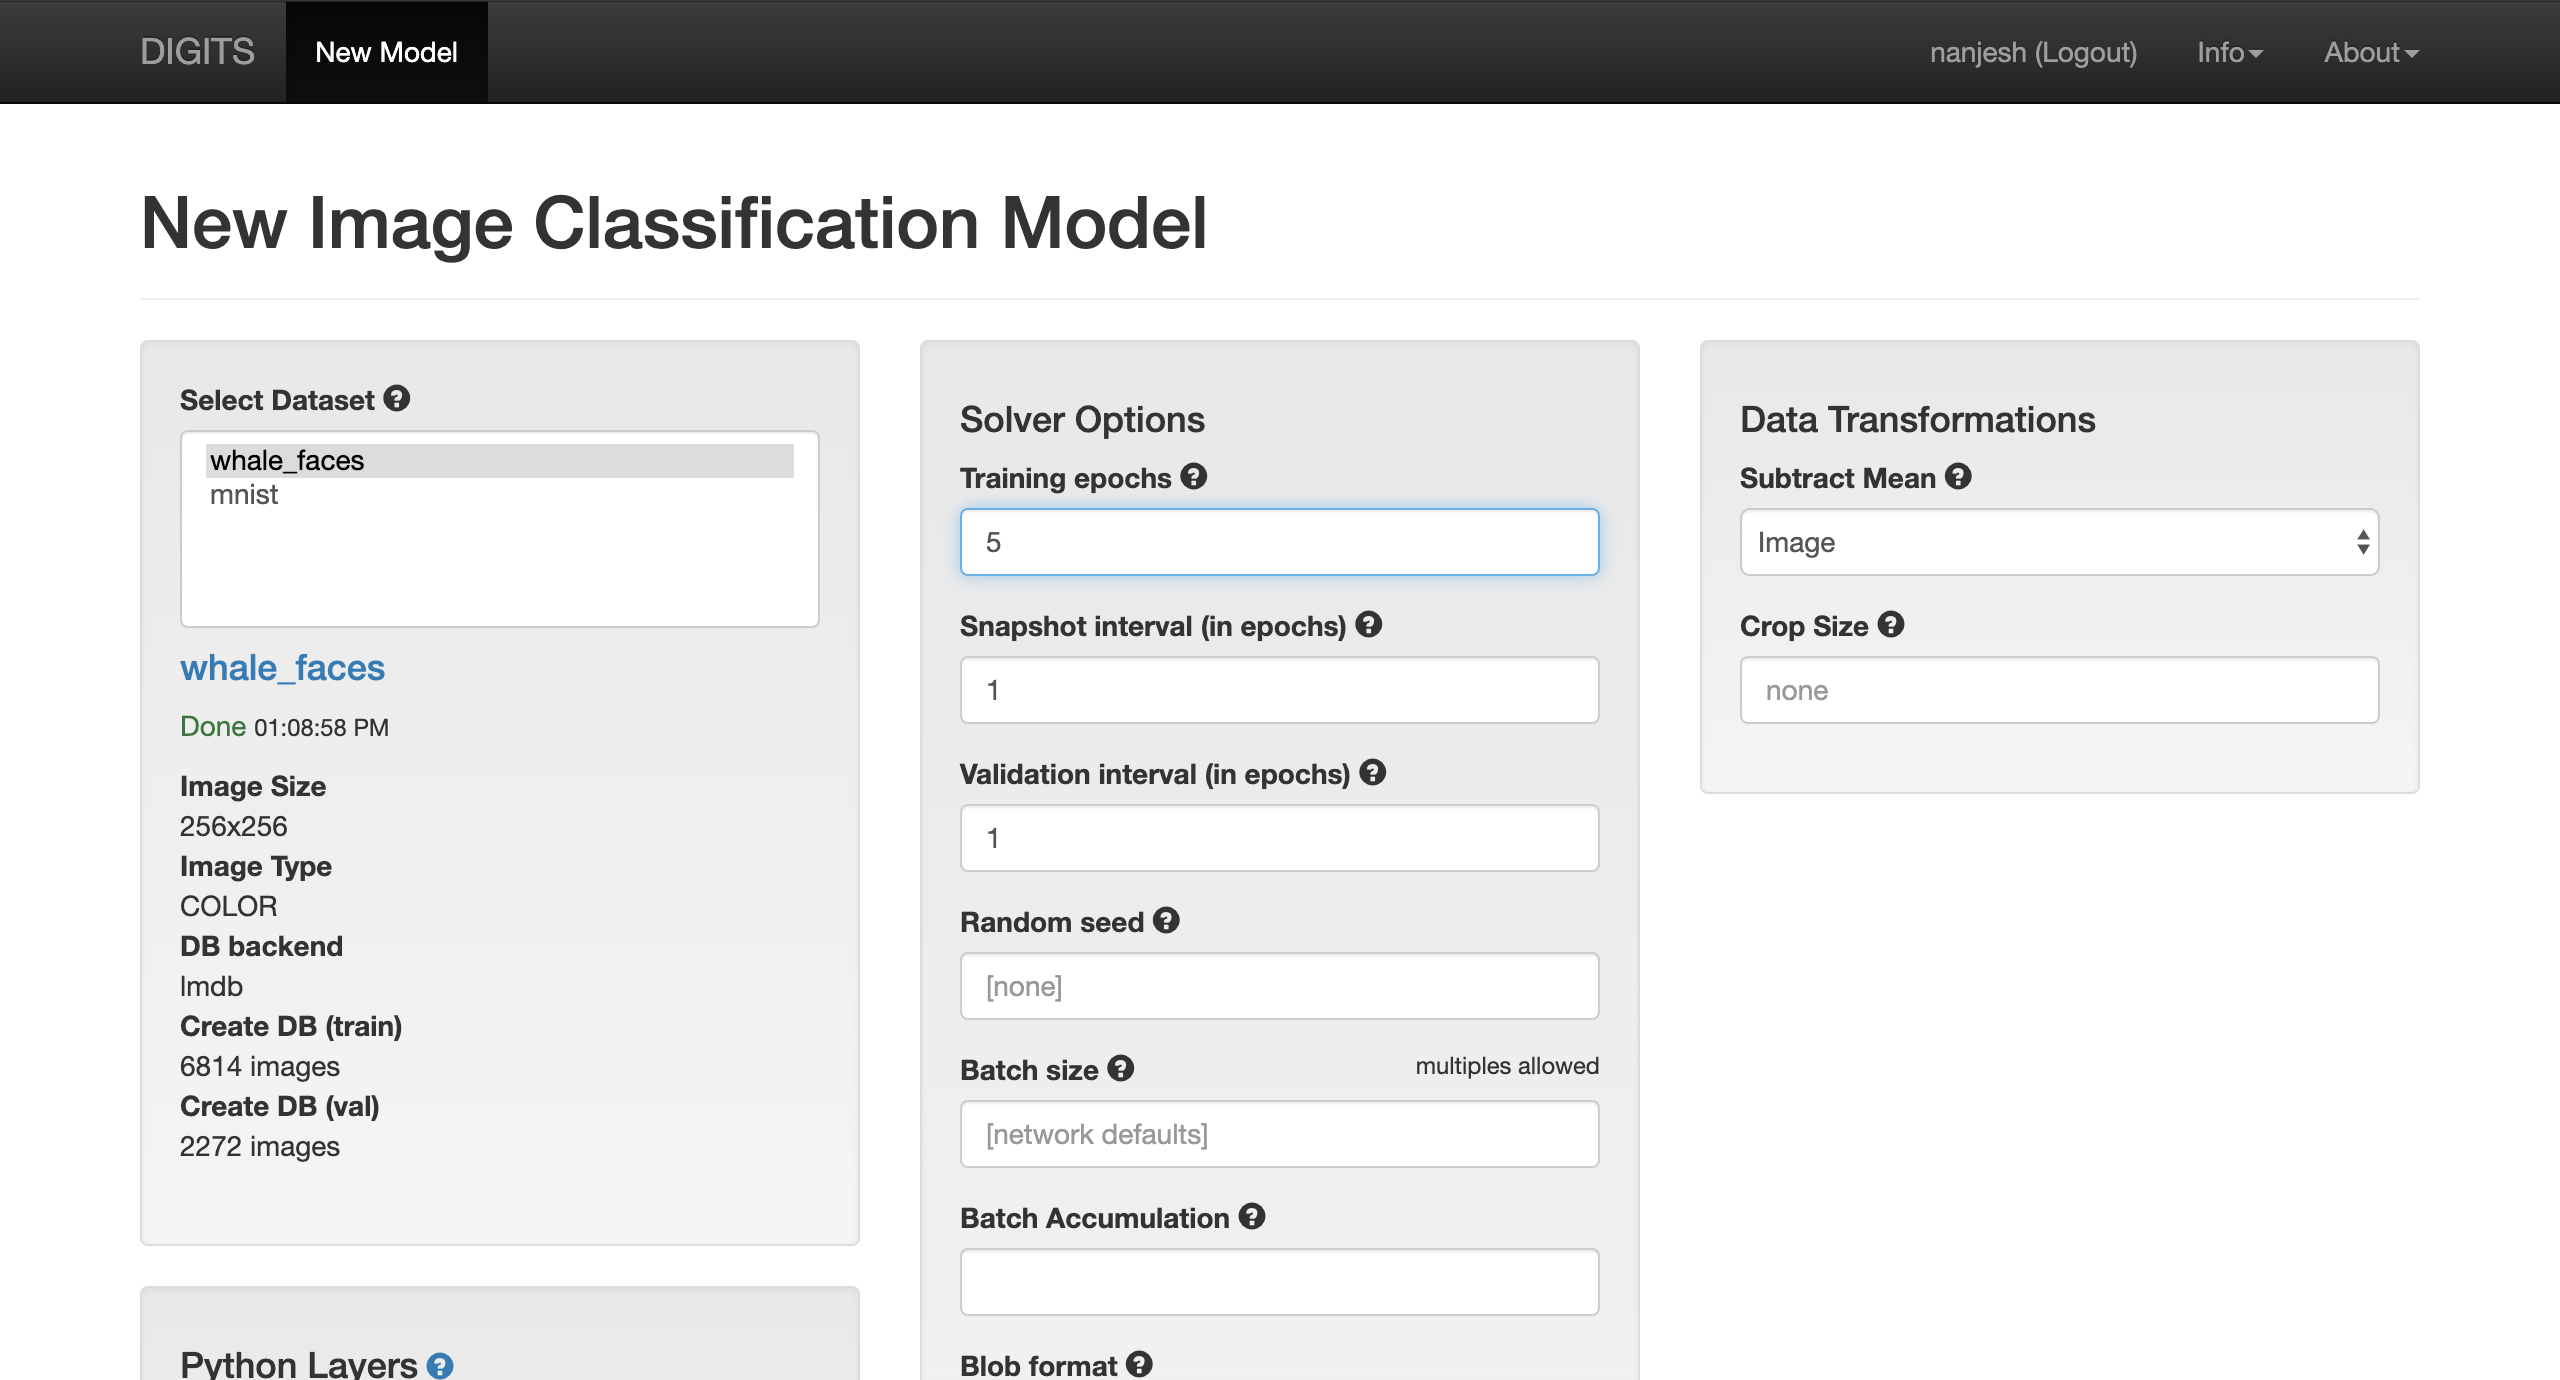 DIGITS
New Model
nanjesh (Logout)
Info
About
New Image Classification Model
Select Dataset
whale_faces
mnist
whale_faces
Done 01:08:58 PM
Image Size
256x256
Image Type
COLOR
DB backend
lmdb
Create DB (train)
6814 images
Create DB (val)
2272 images
Python Layers
Solver Options
Training epochs
5
Snapshot interval (in epochs)
1
Validation interval (in epochs)
1
Random seed
[none]
Batch size
multiples allowed
[network defaults]
Batch Accumulation
Blob format
Data Transformations
Subtract Mean
Image
Crop Size
none